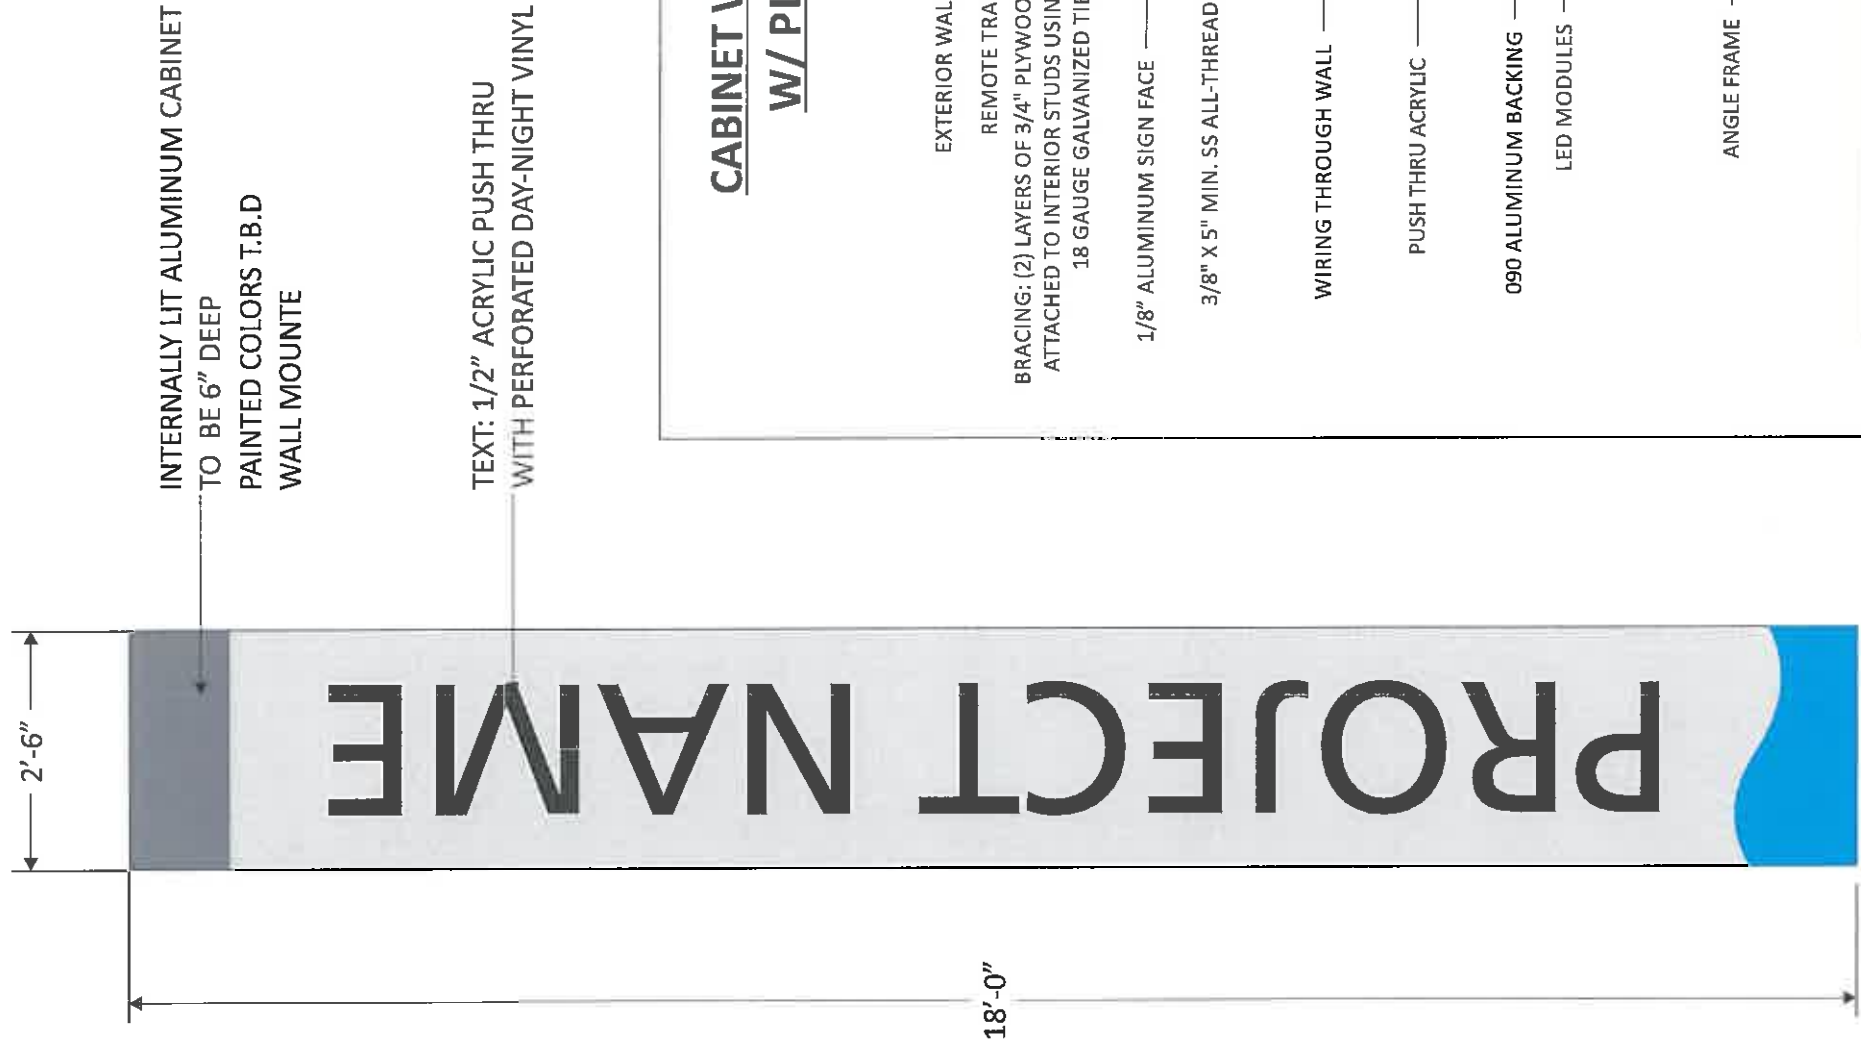 INTERNALLY LIT ALUMINUM CABINET
TO BE 6" DEEP
PAINTED COLORS T.B.D
WALL MOUNTE
TEXT: 1/2" ACRYLIC PUSH THRU
WITH PERFORATED DAY-NIGHT VINYL
2'-6"
PROJECT NAME
18'-0"
CABINET
W/
EXTERIOR WAL
REMOTE TRA
BRACING: (2) LAYERS OF 3/4" PLYWOO
ATTACHED TO INTERIOR STUDS USIN
18 GAUGE GALVANIZED TIE
1/8" ALUMINUM SIGN FACE
3/8" X 5" MIN. SS ALL-THREAD
WIRING THROUGH WALL
PUSH THRU ACRYLIC
090 ALUMINUM BACKING
LED MODULES
ANGLE FRAME